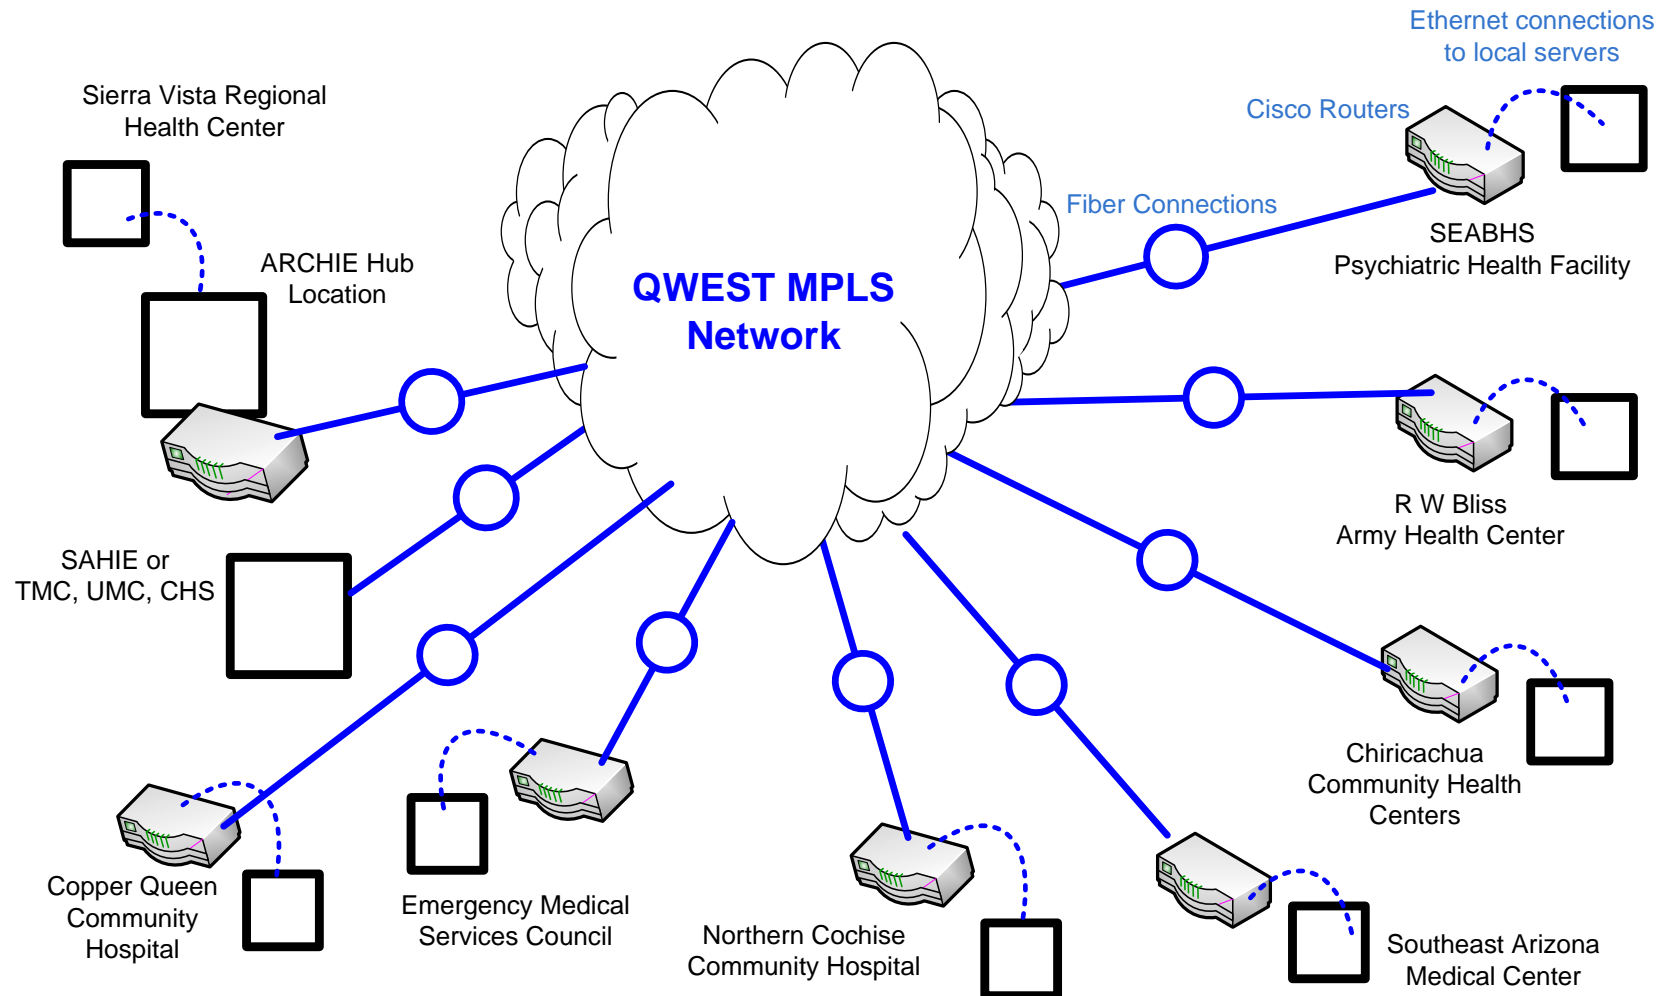 Ethernet connections
to local servers
Sierra Vista Regional
Health Center
Cisco Routers
Fiber Connections
SEABHS
Psychiatric Health Facility
ARCHIE Hub
Location
QWEST MPLS
Network
R W Bliss
Army Health Center
SAHIE or
TMC, UMC, CHS
Chiricachua
Community Health
Centers
Copper Queen
Community
Hospital
Emergency Medical
Services Council
Northern Cochise
Community Hospital
Southeast Arizona
Medical Center